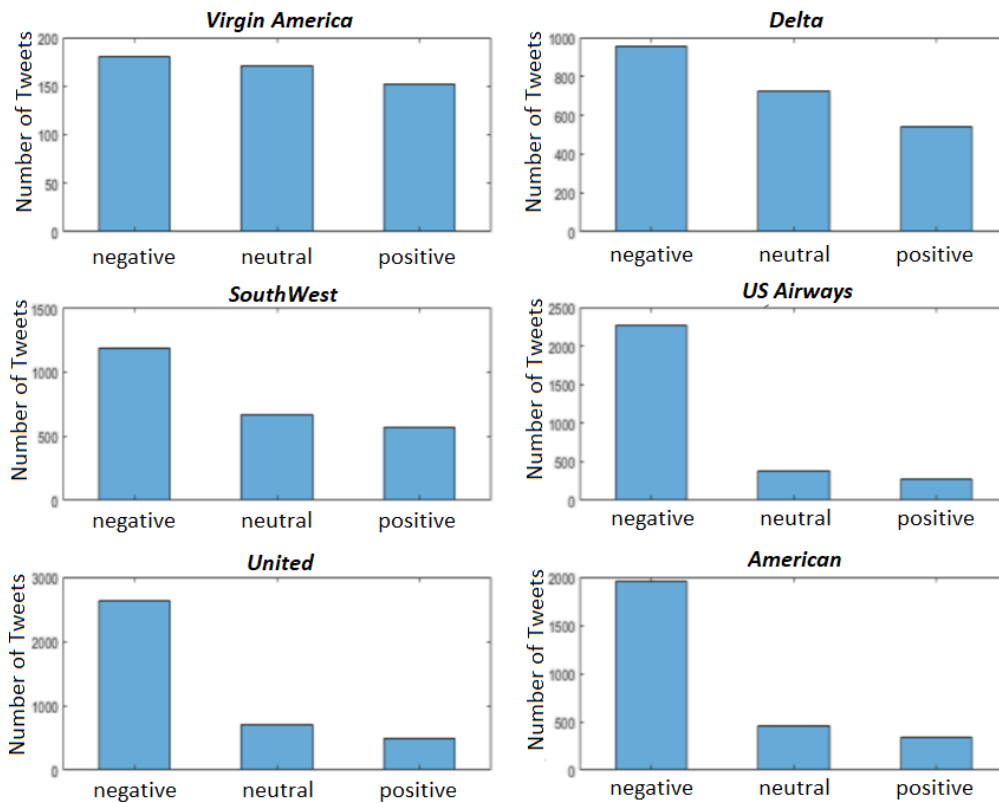 Virgin America
Number of Tweets
200
150
100
50
0
negative neutral positive
Delta
Number of Tweets
1000
800
600
400
200
0
negative neutral positive
SouthWest
Number of Tweets
1500
1000
500
0
negative neutral positive
US Airways
Number of Tweets
2500
2000
1500
1000
500
0
negative neutral positive
United
Number of Tweets
3000
2000
1000
0
negative neutral positive
American
Number of Tweets
2000
1500
1000
500
0
negative neutral positive